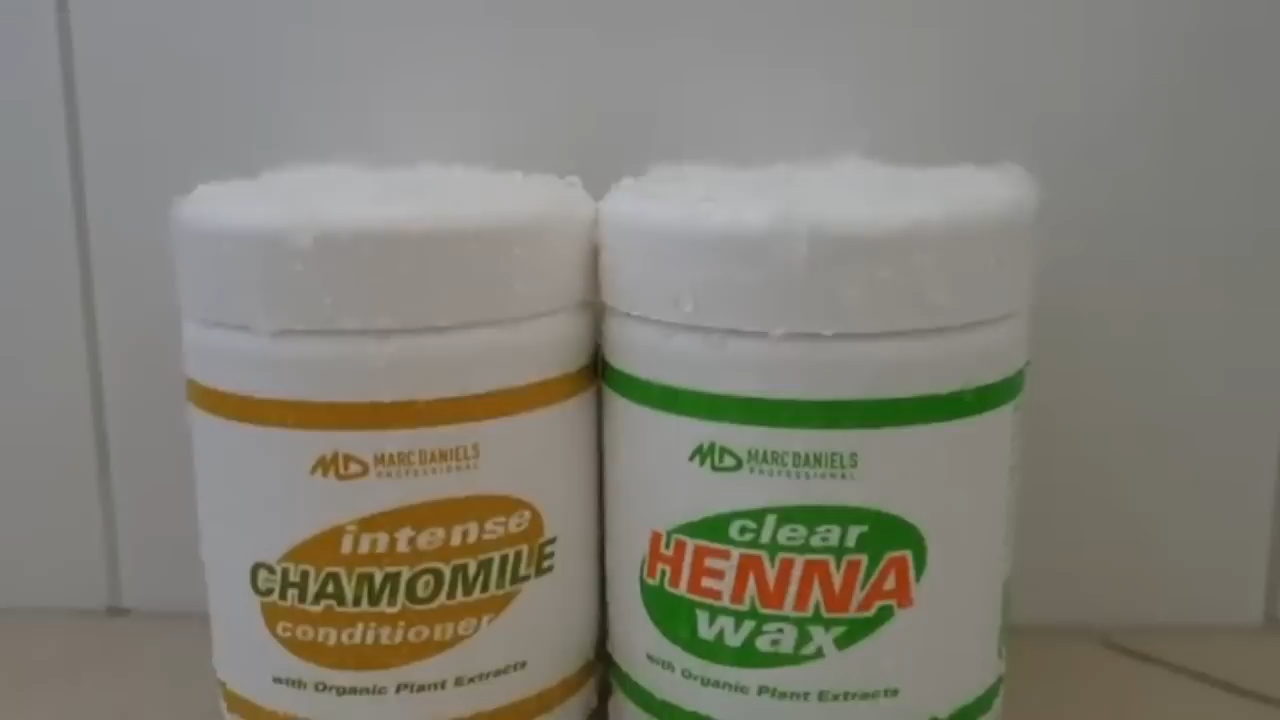 MD MARC DANIELS
PROFESSIONAL
intense
CHAMOMILE
conditioner
with Organic Plant Extracts
MD MARC DANIELS
PROFESSIONAL
clear
HENNA
wax
with Organic Plant Extracts